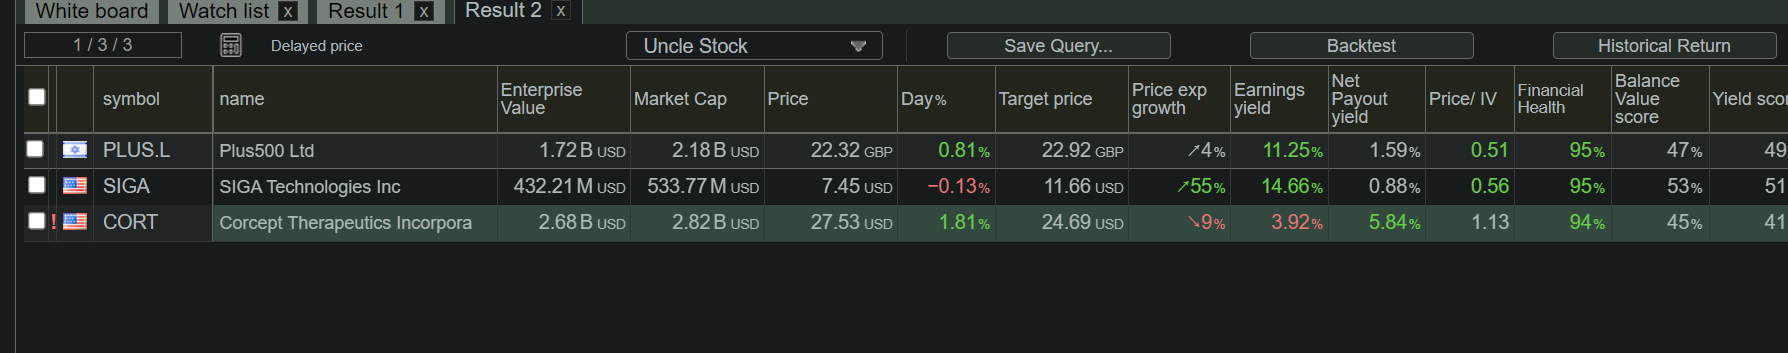 White board Watch list x Result 1 x Result 2 x
1 / 3 / 3 Delayed price Uncle Stock Save Query... Backtest Historical Return
symbol name Enterprise Value Market Cap Price Day% Target price Price exp growth Earnings yield Net Payout yield Price/ IV Financial Health Balance Value score Yield scor
PLUS.L Plus500 Ltd 1.72 B USD 2.18 B USD 22.32 GBP 0.81% 22.92 GBP ↗4% 11.25% 1.59% 0.51 95% 47% 49
SIGA SIGA Technologies Inc 432.21 M USD 533.77 M USD 7.45 USD −0.13% 11.66 USD ↗55% 14.66% 0.88% 0.56 95% 53% 51
! CORT Corcept Therapeutics Incorpora 2.68 B USD 2.82 B USD 27.53 USD 1.81% 24.69 USD ↘9% 3.92% 5.84% 1.13 94% 45% 41